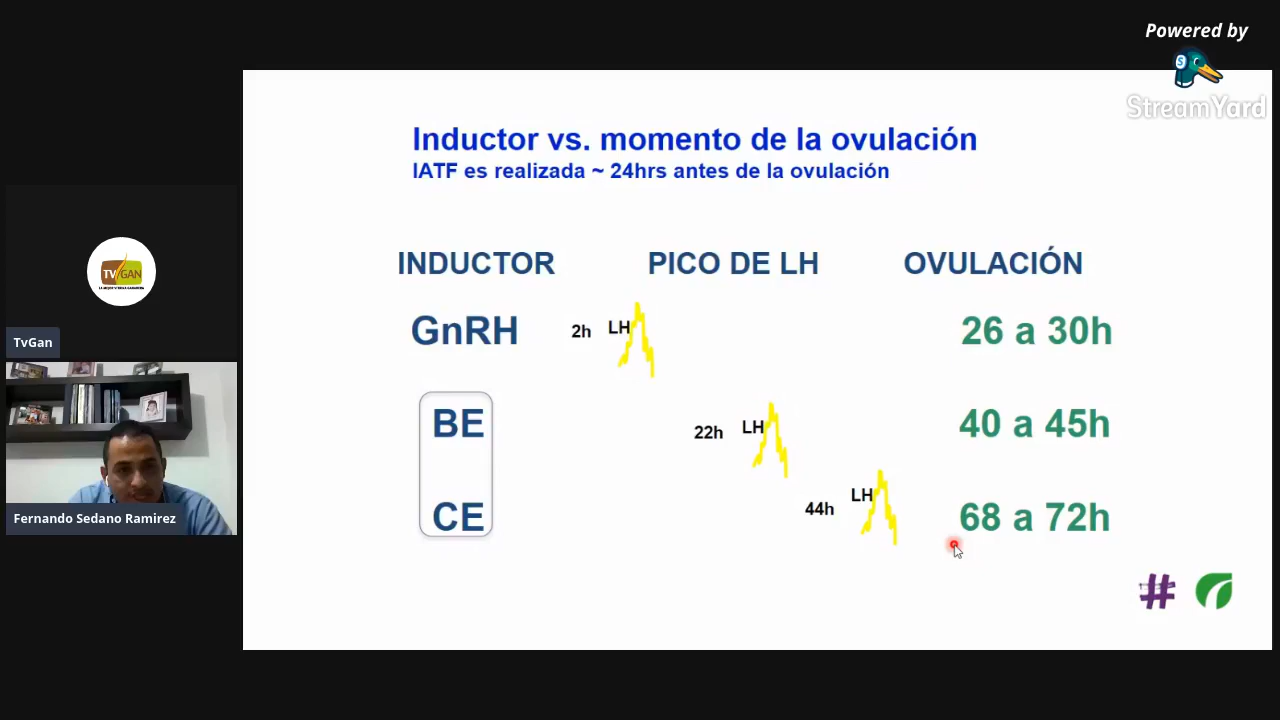 Powered by
StreamYard
Inductor vs. momento de la ovulación
IATF es realizada ~ 24hrs antes de la ovulación
INDUCTOR PICO DE LH OVULACIÓN
GnRH 2h LH 26 a 30h
BE 22h LH 40 a 45h
CE 44h LH 68 a 72h
TV GAN
TvGan
Fernando Sedano Ramirez
#